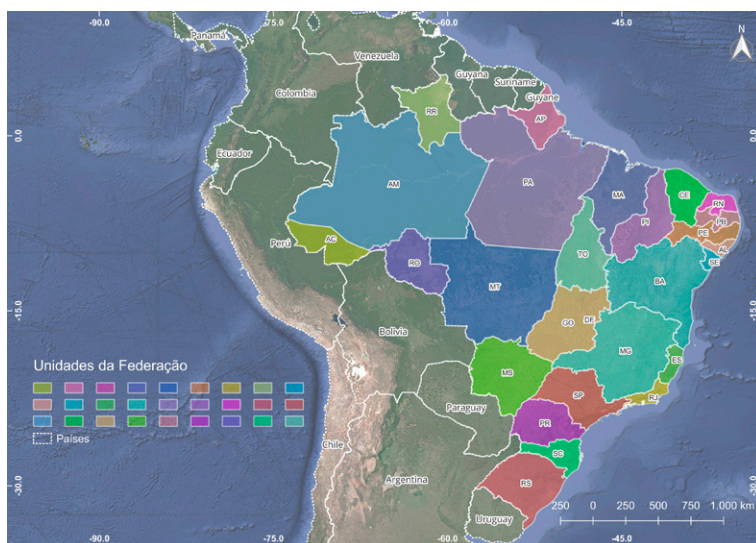 -90.0
-75.0
-60.0
-45.0
N
Panamá
Venezuela
Guyana
Suriname
Guyane
Colombia
RR
AP
0.0
0.0
Ecuador
AM
PA
MA
CE
RN
PB
PI
PE
AL
SE
Perú
AC
RO
TO
BA
MT
-15.0
-15.0
Bolivia
GO
DF
MG
ES
MS
SP
RJ
Paraguay
PR
SC
Chile
RS
Argentina
Uruguay
-30.0
-30.0
Unidades da Federação
Países
250 0 250 500 750 1.000 km
-90.0
-75.0
-60.0
-45.0